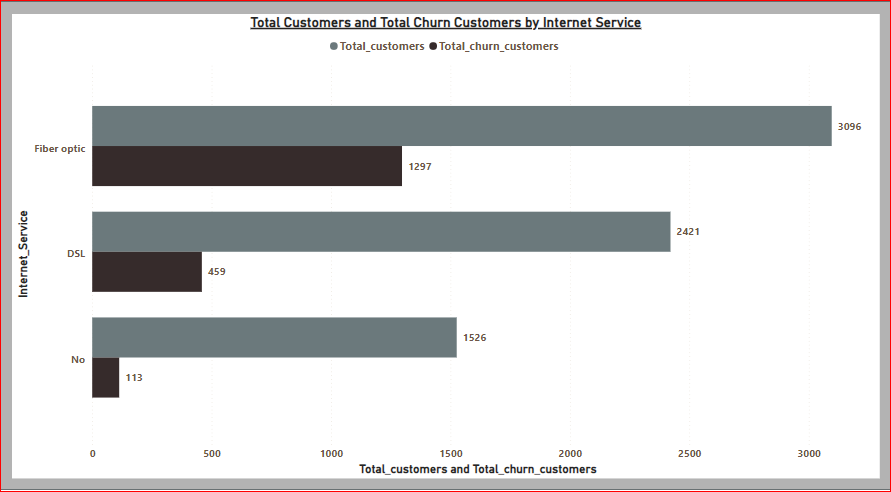 Total Customers and Total Churn Customers by Internet Service
Total_customers Total_churn_customers
Fiber optic
3096
1297
DSL
2421
459
No
1526
113
Internet_Service
0 500 1000 1500 2000 2500 3000
Total_customers and Total_churn_customers